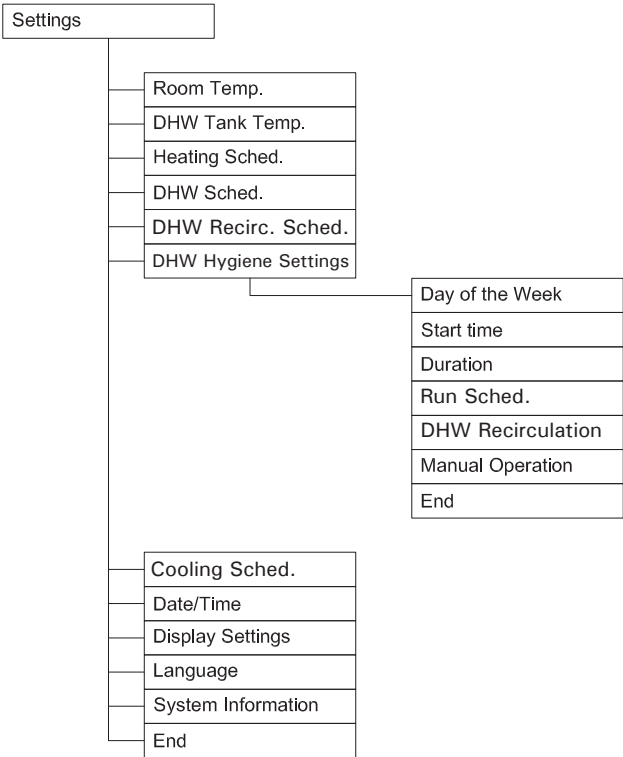 Settings
Room Temp.
DHW Tank Temp.
Heating Sched.
DHW Sched.
DHW Recirc. Sched.
DHW Hygiene Settings
Day of the Week
Start time
Duration
Run Sched.
DHW Recirculation
Manual Operation
End
Cooling Sched.
Date/Time
Display Settings
Language
System Information
End